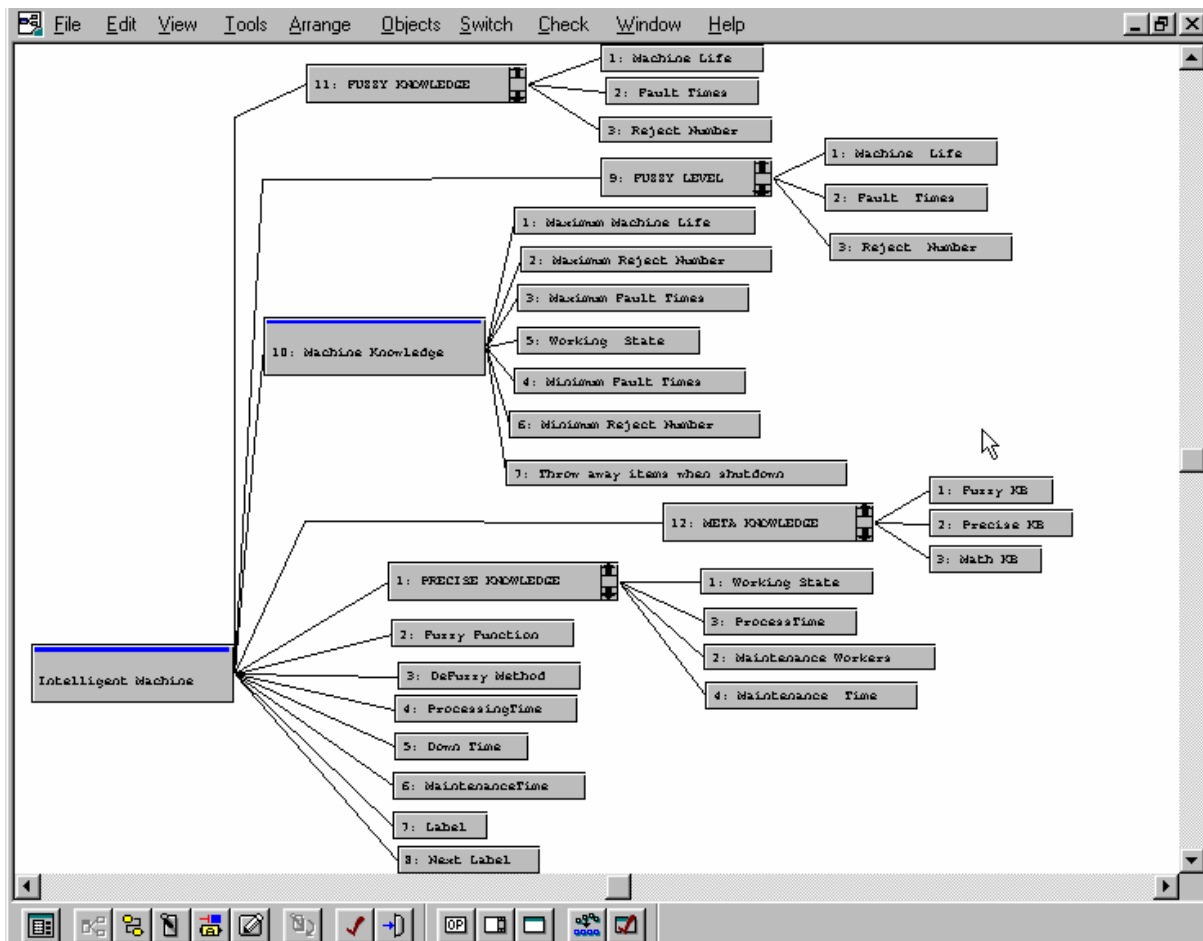 File Edit View Tools Arrange Objects Switch Check Window Help
1: Machine Life
11: FUSSY KNOWLEDGE
2: Fault Times
3: Reject Number
1: Machine Life
9: FUSSY LEVEL
2: Fault Times
3: Reject Number
1: Maximum Machine Life
2: Maximum Reject Number
3: Maximum Fault Times
5: Working State
10: Machine Knowledge
4: Minimum Fault Times
6: Minimum Reject Number
7: Throw away items when shutdown
12: META KNOWLEDGE
1: Fuzzy KB
2: Precise KB
3: Math KB
1: PRECISE KNOWLEDGE
1: Working State
3: ProcessTime
2: Maintenance Workers
4: Maintenance Time
2: Fuzzy Function
3: DeFuzzy Method
Intelligent Machine
4: ProcessingTime
5: Down Time
6: MaintenanceTime
7: Label
8: Next Label
OP